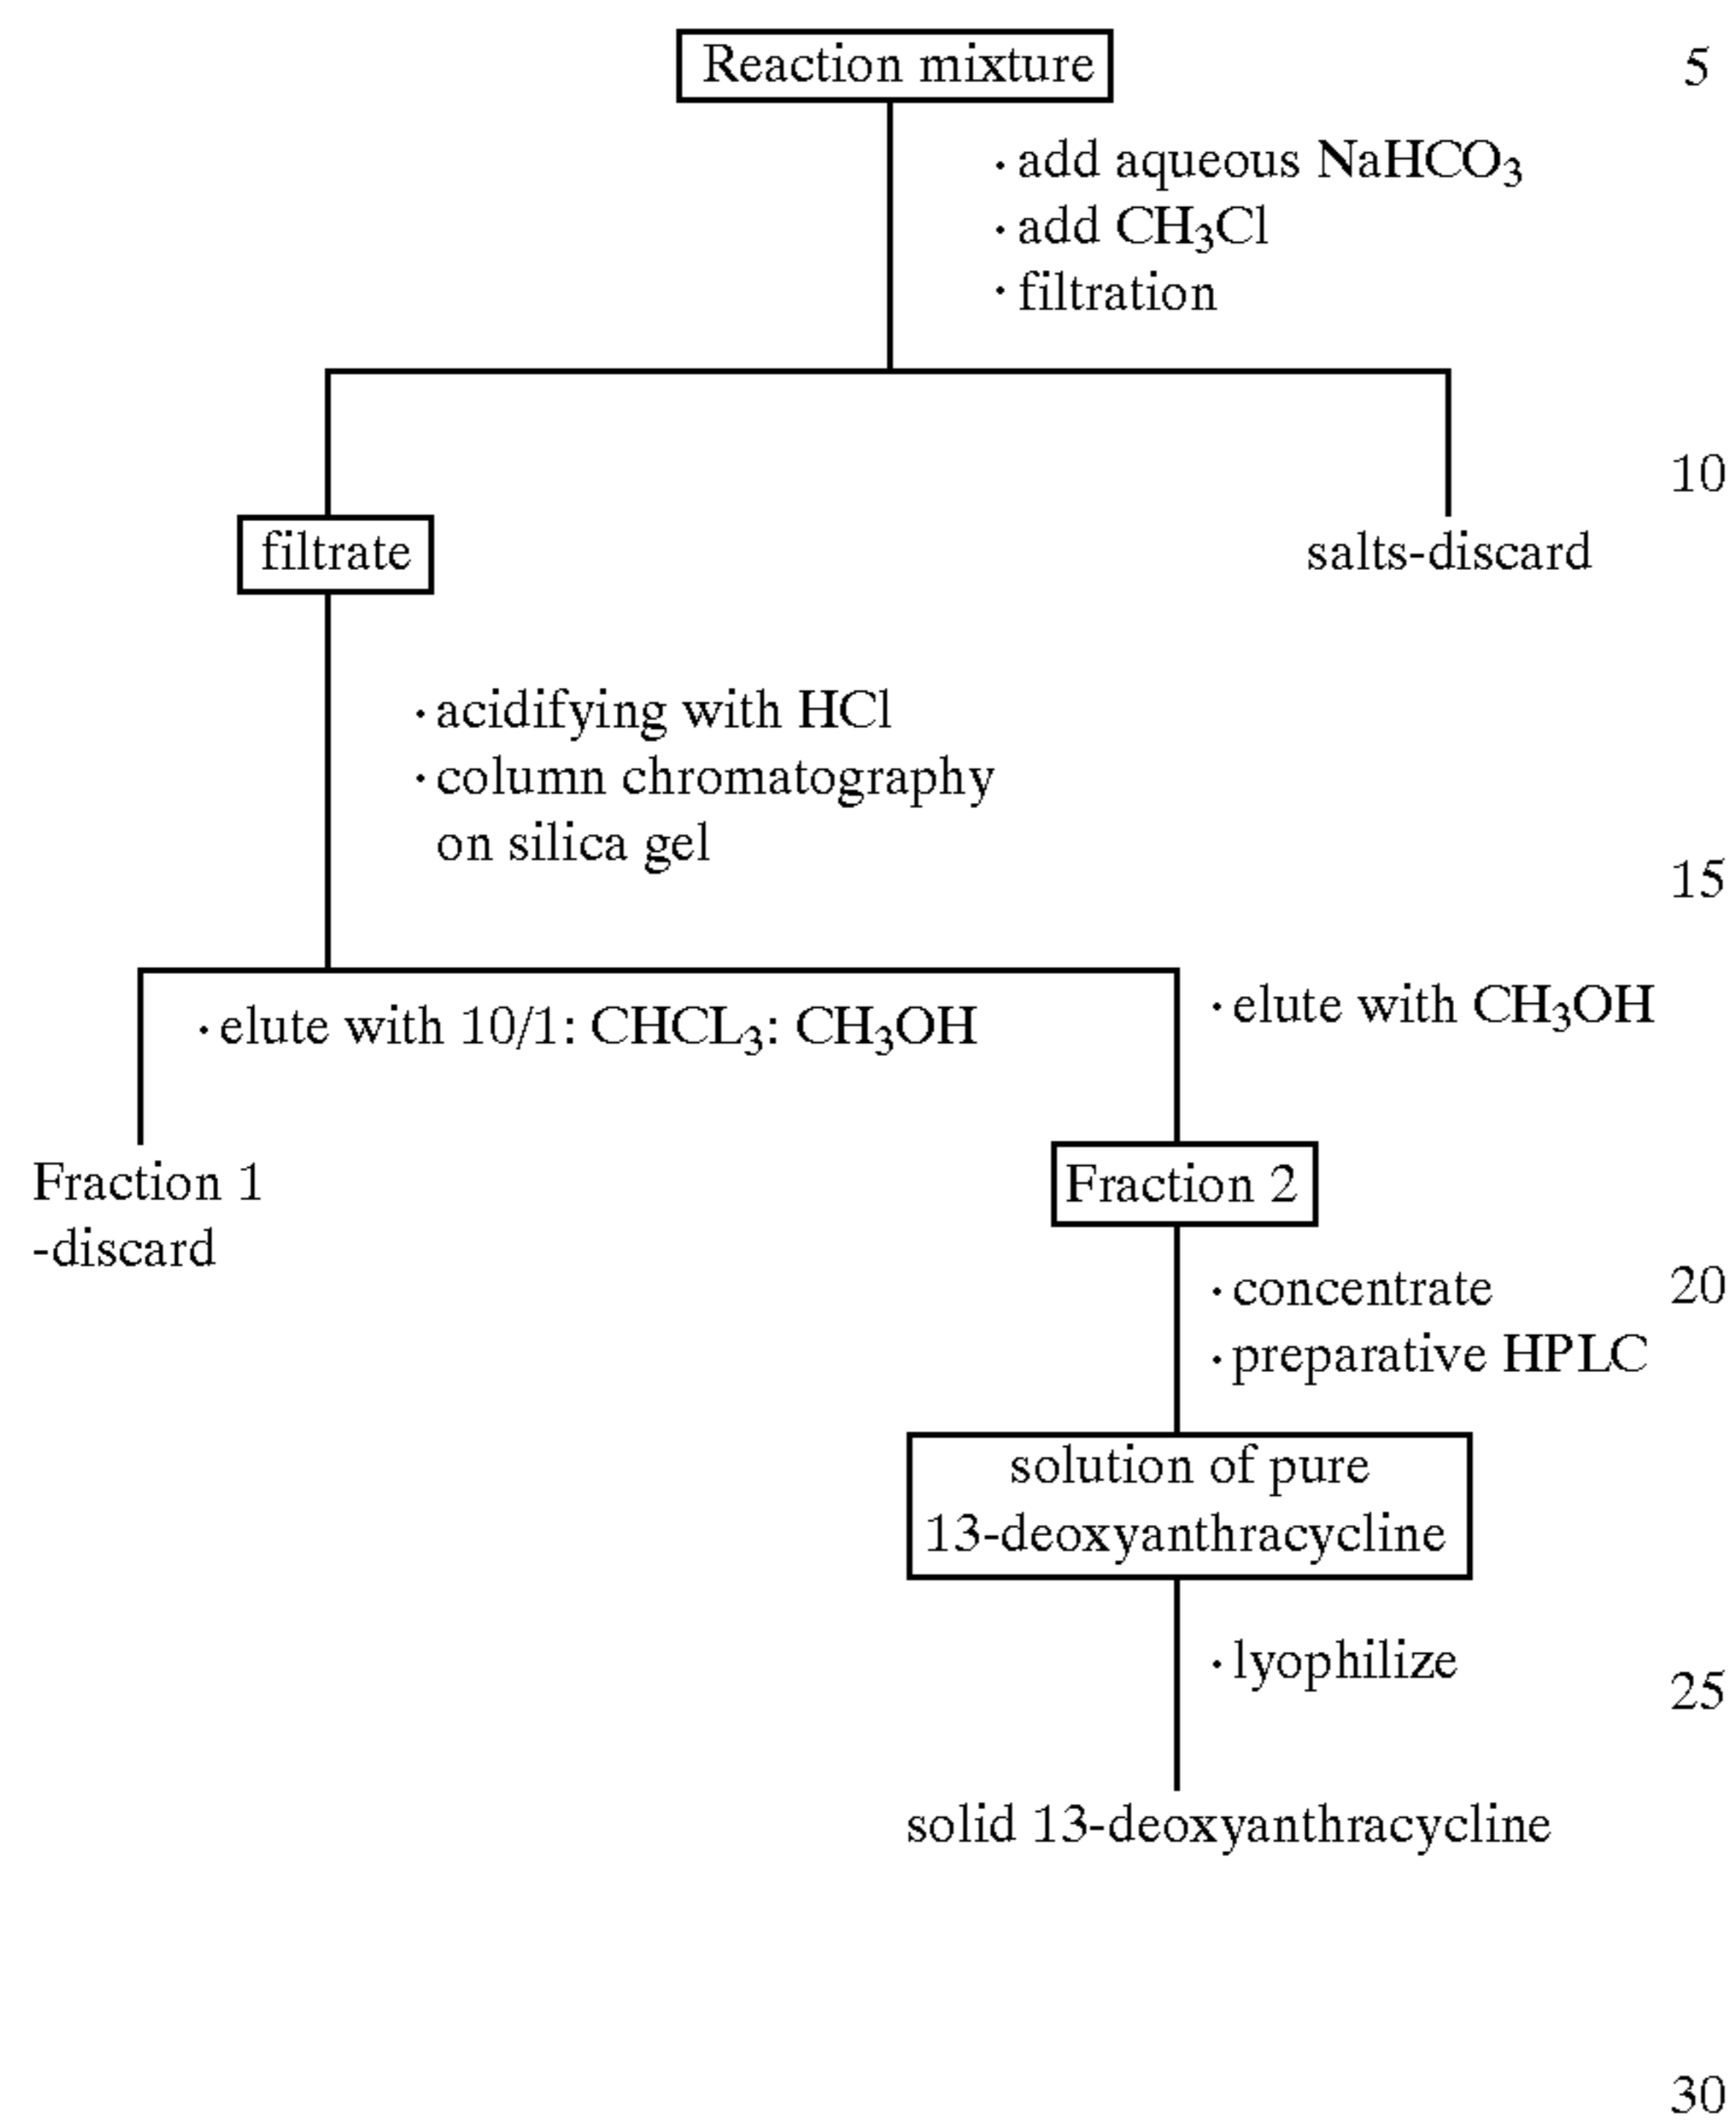 Reaction mixture
5
· add aqueous NaHCO₃
· add CH₃Cl
· filtration
10
filtrate
salts-discard
· acidifying with HCl
· column chromatography
on silica gel
15
· elute with 10/1: CHCL₃: CH₃OH
· elute with CH₃OH
Fraction 1
-discard
Fraction 2
· concentrate
20
· preparative HPLC
solution of pure
13-deoxyanthracycline
· lyophilize
25
solid 13-deoxyanthracycline
30